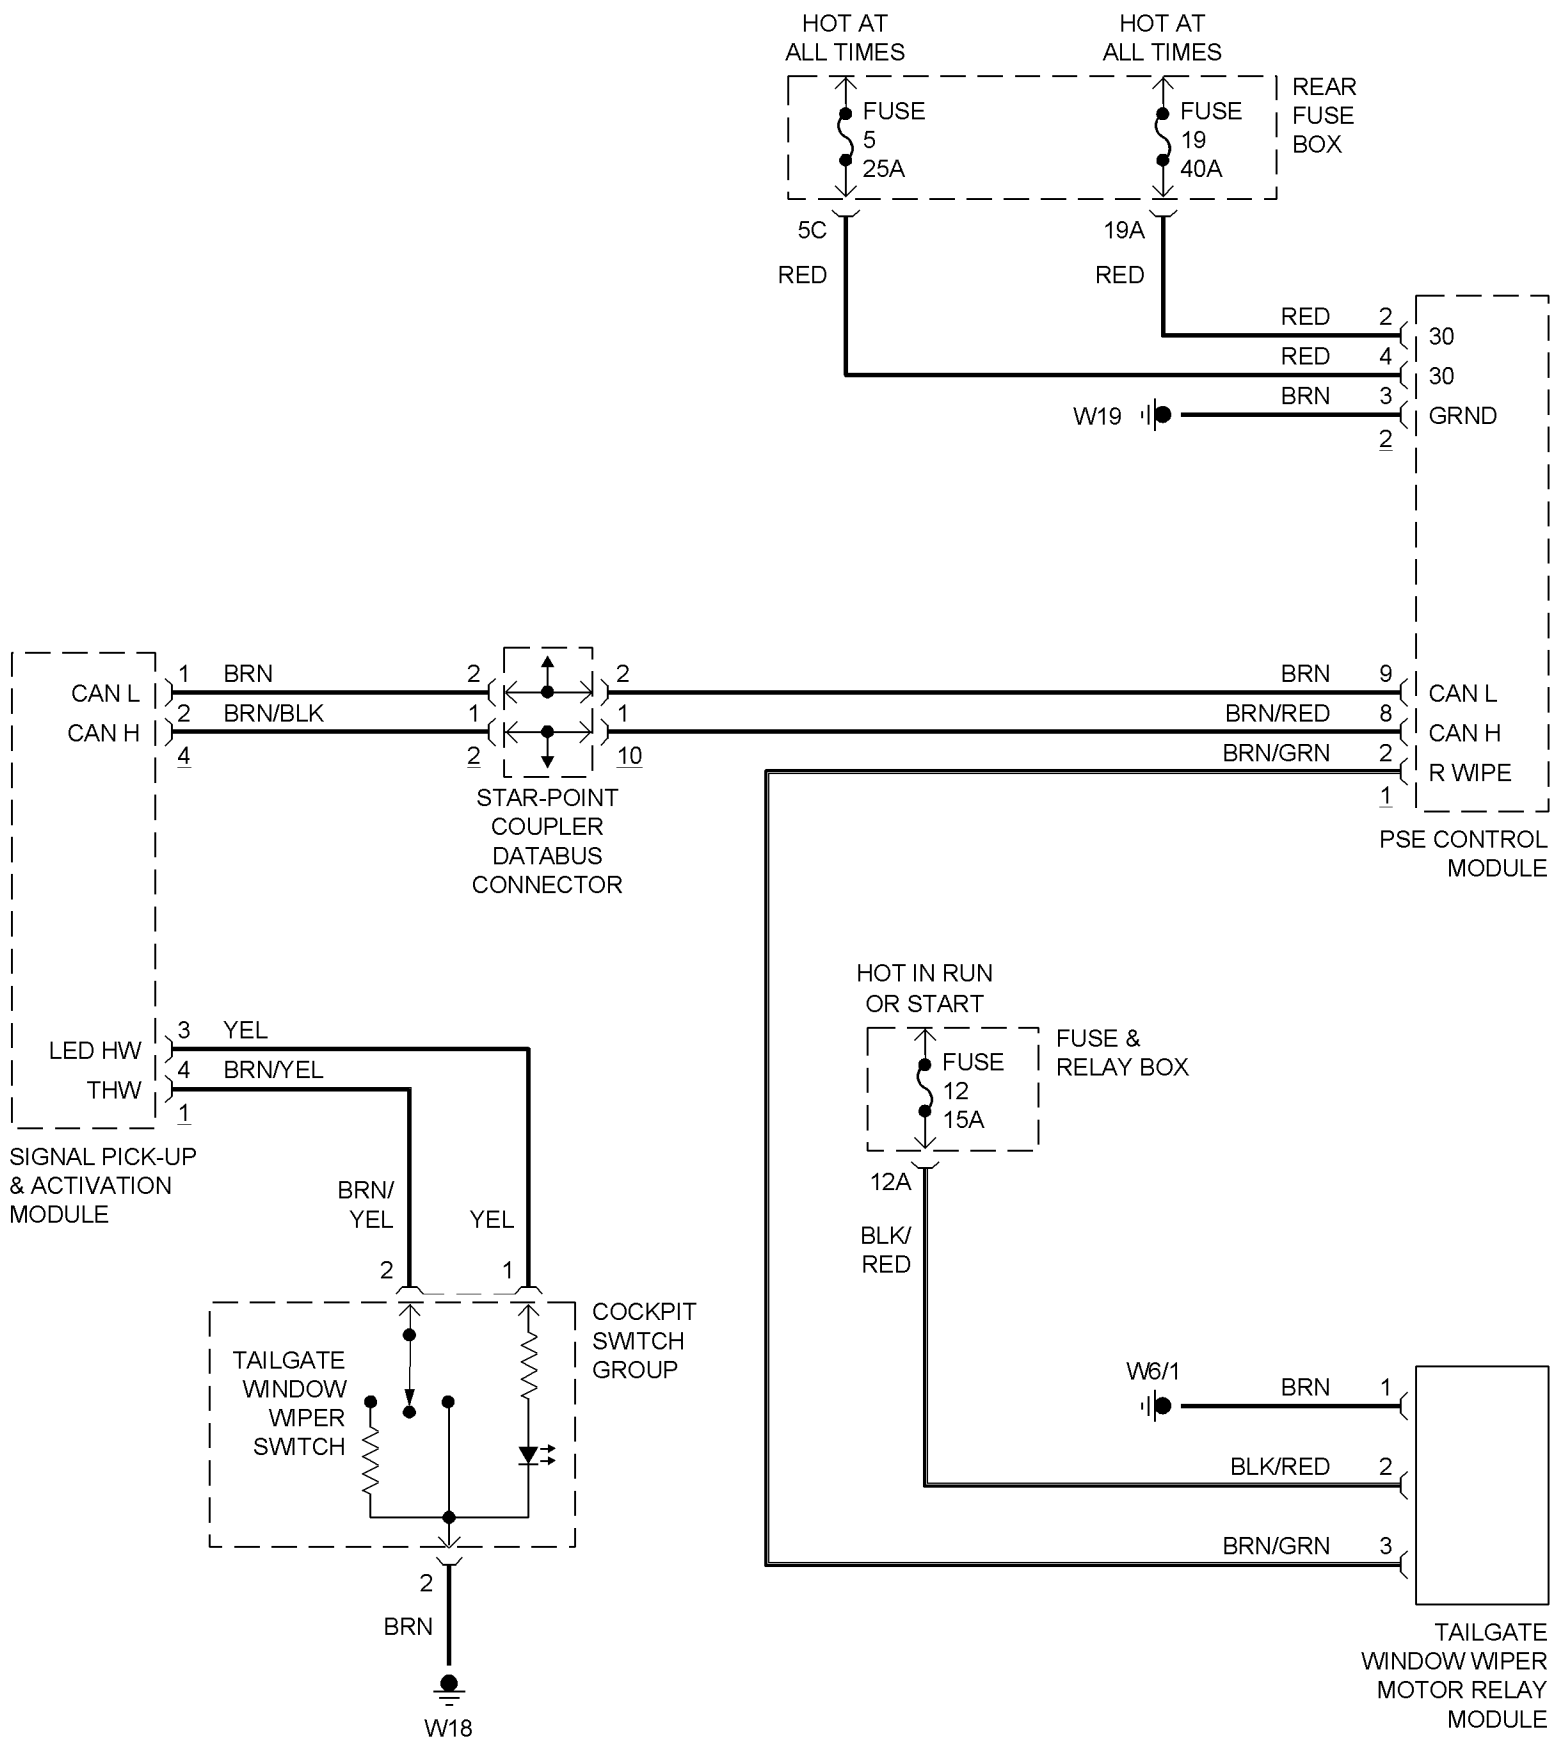 HOT AT
ALL TIMES
HOT AT
ALL TIMES
FUSE
5
25A
FUSE
19
40A
REAR
FUSE
BOX
5C
19A
RED
RED
RED 2
30
RED 4
30
BRN 3
W19
GRND
2
1 BRN 2 2 BRN 9
CAN L
CAN L
2 BRN/BLK 1 1 BRN/RED 8
CAN H
CAN H
4 2 10
BRN/GRN 2
R WIPE
1
STAR-POINT
COUPLER
DATABUS
CONNECTOR
PSE CONTROL
MODULE
3 YEL
LED HW
4 BRN/YEL
THW
1
SIGNAL PICK-UP
& ACTIVATION
MODULE
HOT IN RUN
OR START
FUSE
12
15A
FUSE &
RELAY BOX
12A
BLK/
RED
BRN/
YEL
YEL
2 1
COCKPIT
SWITCH
GROUP
TAILGATE
WINDOW
WIPER
SWITCH
2
BRN
W18
W6/1
BRN 1
BLK/RED 2
BRN/GRN 3
TAILGATE
WINDOW WIPER
MOTOR RELAY
MODULE